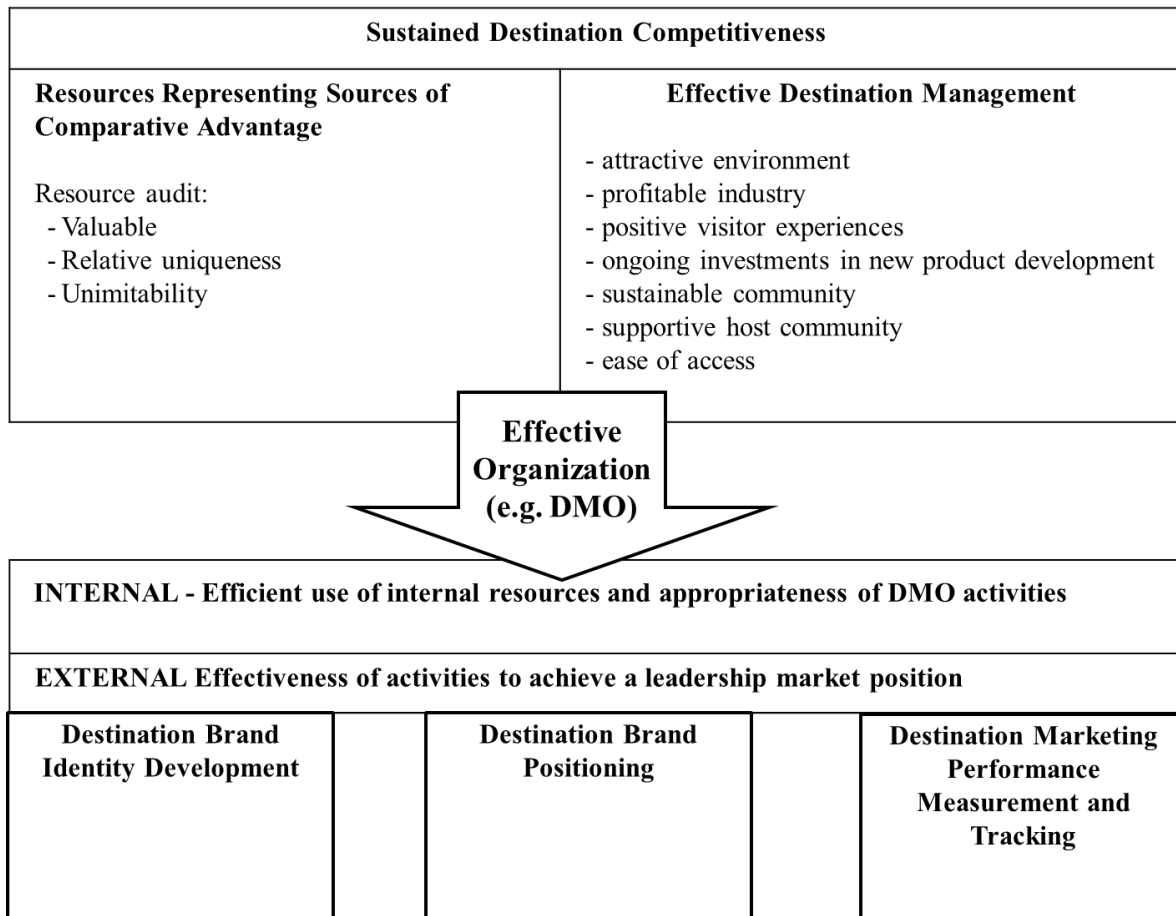 Sustained Destination Competitiveness
Resources Representing Sources of
Comparative Advantage
Resource audit:
- Valuable
- Relative uniqueness
- Unimitability
Effective Destination Management
- attractive environment
- profitable industry
- positive visitor experiences
- ongoing investments in new product development
- sustainable community
- supportive host community
- ease of access
Effective
Organization
(e.g. DMO)
INTERNAL - Efficient use of internal resources and appropriateness of DMO activities
EXTERNAL Effectiveness of activities to achieve a leadership market position
Destination Brand
Identity Development
Destination Brand
Positioning
Destination Marketing
Performance
Measurement and
Tracking